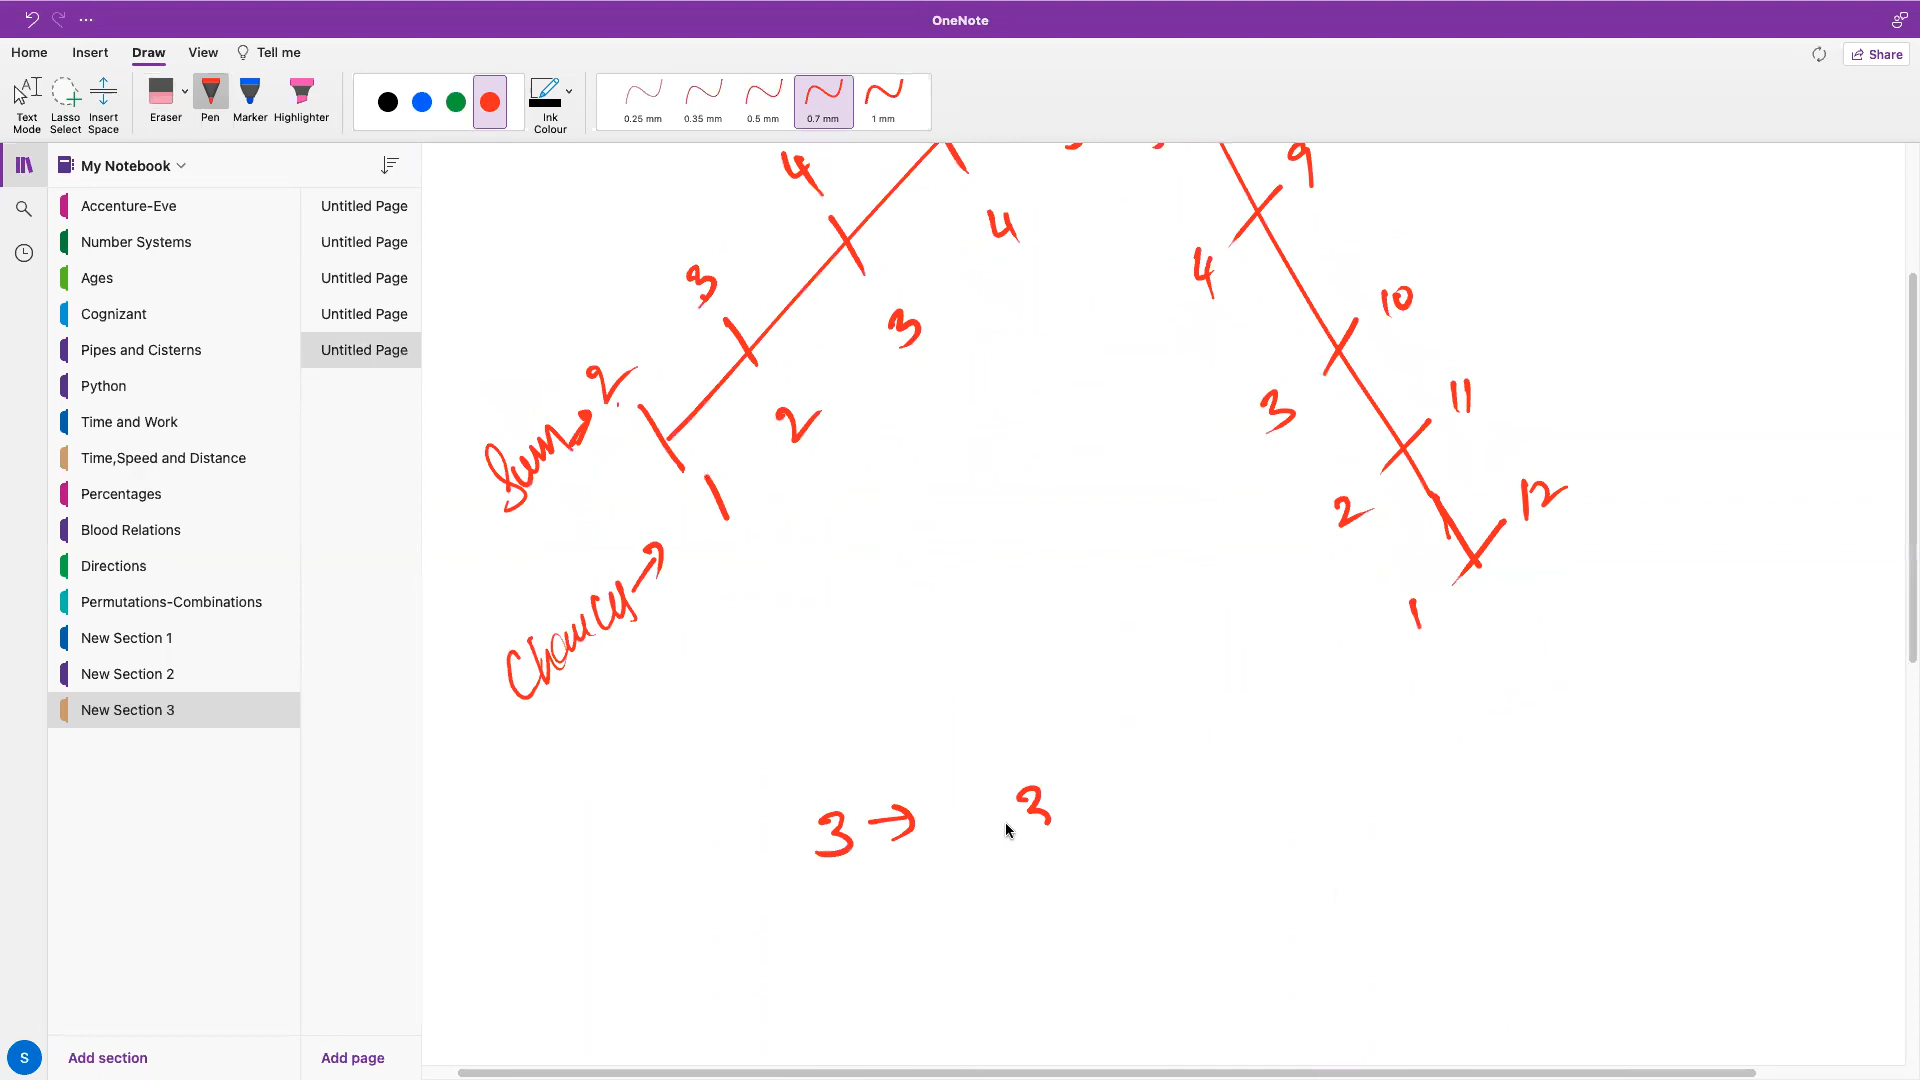 OneNote
Home Insert Draw View Tell me
Share
Text Mode
Lasso Select
Insert Space
Eraser
Pen
Marker
Highlighter
Ink Colour
0.25 mm
0.35 mm
0.5 mm
0.7 mm
1 mm
My Notebook
Accenture-Eve
Number Systems
Ages
Cognizant
Pipes and Cisterns
Python
Time and Work
Time,Speed and Distance
Percentages
Blood Relations
Directions
Permutations-Combinations
New Section 1
New Section 2
New Section 3
Add section
Untitled Page
Untitled Page
Untitled Page
Untitled Page
Untitled Page
Add page
S
4
9
4
4
3
10
3
2
11
3
Sum→
2
1
12
2
Chances→
1
3 → 3